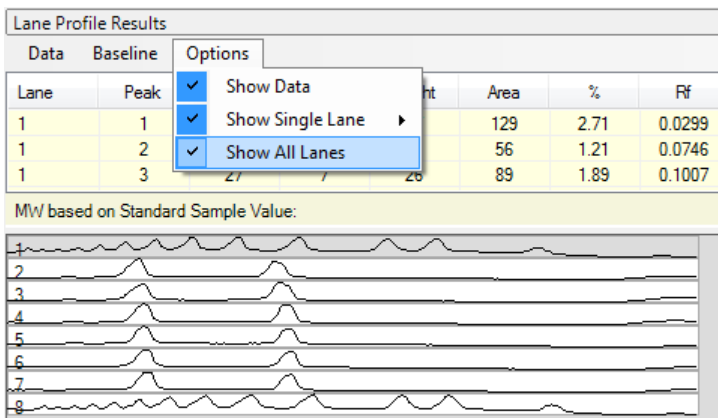 Lane Profile Results
Data Baseline Options
Show Data
Show Single Lane
Show All Lanes
Lane Peak ht Area % Rf
1 1 129 2.71 0.0299
1 2 56 1.21 0.0746
1 3 27 7 26 89 1.89 0.1007
MW based on Standard Sample Value:
1
2
3
4
5
6
7
8